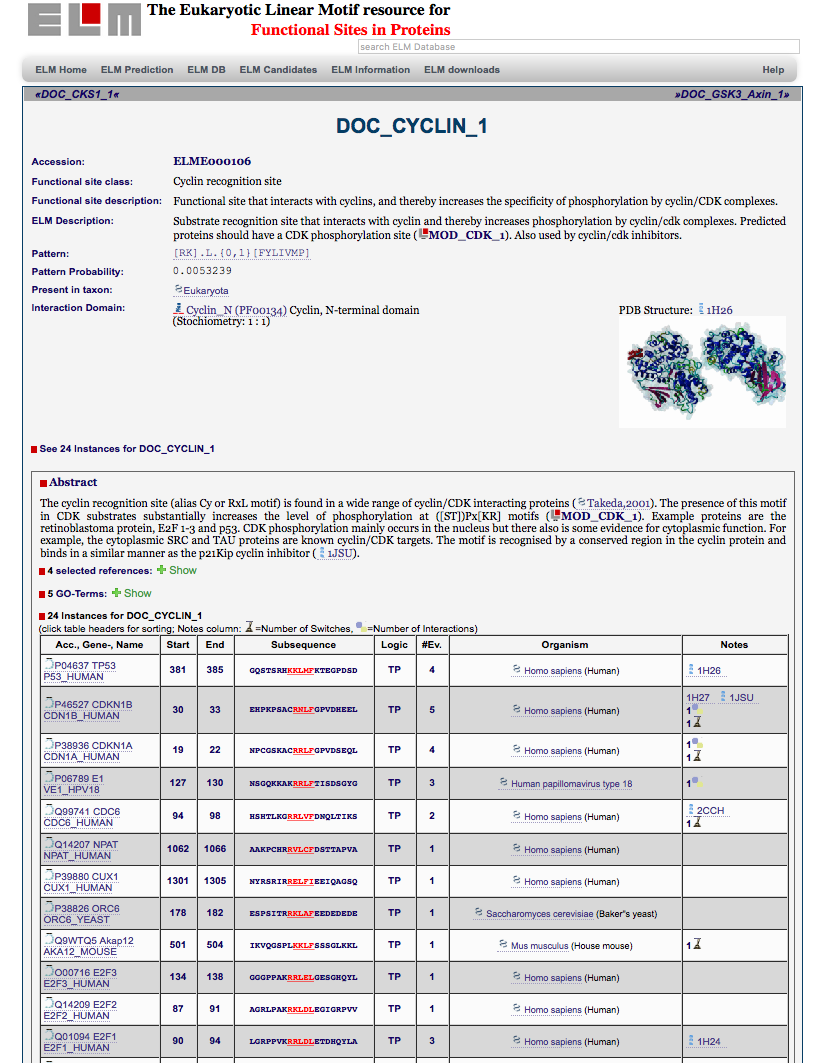 ELM
The Eukaryotic Linear Motif resource for
Functional Sites in Proteins
search ELM Database
ELM Home ELM Prediction ELM DB ELM Candidates ELM Information ELM downloads Help
«DOC_CKS1_1« »DOC_GSK3_Axin_1»
DOC_CYCLIN_1
Accession: ELME000106
Functional site class: Cyclin recognition site
Functional site description: Functional site that interacts with cyclins, and thereby increases the specificity of phosphorylation by cyclin/CDK complexes.
ELM Description: Substrate recognition site that interacts with cyclin and thereby increases phosphorylation by cyclin/cdk complexes. Predicted
proteins should have a CDK phosphorylation site (MOD_CDK_1). Also used by cyclin/cdk inhibitors.
Pattern: [RK].L.{0,1}[FYLIVMP]
Pattern Probability: 0.0053239
Present in taxon: Eukaryota
Interaction Domain: Cyclin_N (PF00134) Cyclin, N-terminal domain
(Stochiometry: 1 : 1)
PDB Structure: 1H26
See 24 Instances for DOC_CYCLIN_1
Abstract
The cyclin recognition site (alias Cy or RxL motif) is found in a wide range of cyclin/CDK interacting proteins (Takeda,2001). The presence of this motif
in CDK substrates substantially increases the level of phosphorylation at ([ST])Px[KR] motifs (MOD_CDK_1). Example proteins are the
retinoblastoma protein, E2F 1-3 and p53. CDK phosphorylation mainly occurs in the nucleus but there also is some evidence for cytoplasmic function. For
example, the cytoplasmic SRC and TAU proteins are known cyclin/CDK targets. The motif is recognised by a conserved region in the cyclin protein and
binds in a similar manner as the p21Kip cyclin inhibitor (1JSU).
4 selected references: Show
5 GO-Terms: Show
24 Instances for DOC_CYCLIN_1
(click table headers for sorting; Notes column: =Number of Switches, =Number of Interactions)
Acc., Gene-, Name Start End Subsequence Logic #Ev. Organism Notes
P04637 TP53
P53_HUMAN 381 385 GQSTSRHKKLMFKTEGPDSD TP 4 Homo sapiens (Human) 1H26
P46527 CDKN1B
CDN1B_HUMAN 30 33 EHPKPSACRNLFGPVDHEEL TP 5 Homo sapiens (Human) 1H27 1JSU
1
1
P38936 CDKN1A
CDN1A_HUMAN 19 22 NPCGSKACRRLFGPVDSEQL TP 4 Homo sapiens (Human) 1
1
P06789 E1
VE1_HPV18 127 130 NSGQKKAKRRLFTISDSGYG TP 3 Human papillomavirus type 18 1
Q99741 CDC6
CDC6_HUMAN 94 98 HSHTLKGRRLVFDNQLTIKS TP 2 Homo sapiens (Human) 2CCH
1
Q14207 NPAT
NPAT_HUMAN 1062 1066 AAKPCHRRVLCFDSTTAPVA TP 1 Homo sapiens (Human)
P39880 CUX1
CUX1_HUMAN 1301 1305 NYRSRIRRELFIEEIQAGSQ TP 1 Homo sapiens (Human)
P38826 ORC6
ORC6_YEAST 178 182 ESPSITRRKLAFEEDEDEDE TP 1 Saccharomyces cerevisiae (Baker"s yeast)
Q9WTQ5 Akap12
AKA12_MOUSE 501 504 IKVQGSPLKKLFSSSGLKKL TP 1 Mus musculus (House mouse) 1
O00716 E2F3
E2F3_HUMAN 134 138 GGGPPAKRRLELGESGHQYL TP 1 Homo sapiens (Human)
Q14209 E2F2
E2F2_HUMAN 87 91 AGRLPAKRKLDLEGIGRPVV TP 1 Homo sapiens (Human)
Q01094 E2F1
E2F1_HUMAN 90 94 LGRPPVKRRLDLETDHQYLA TP 3 Homo sapiens (Human) 1H24